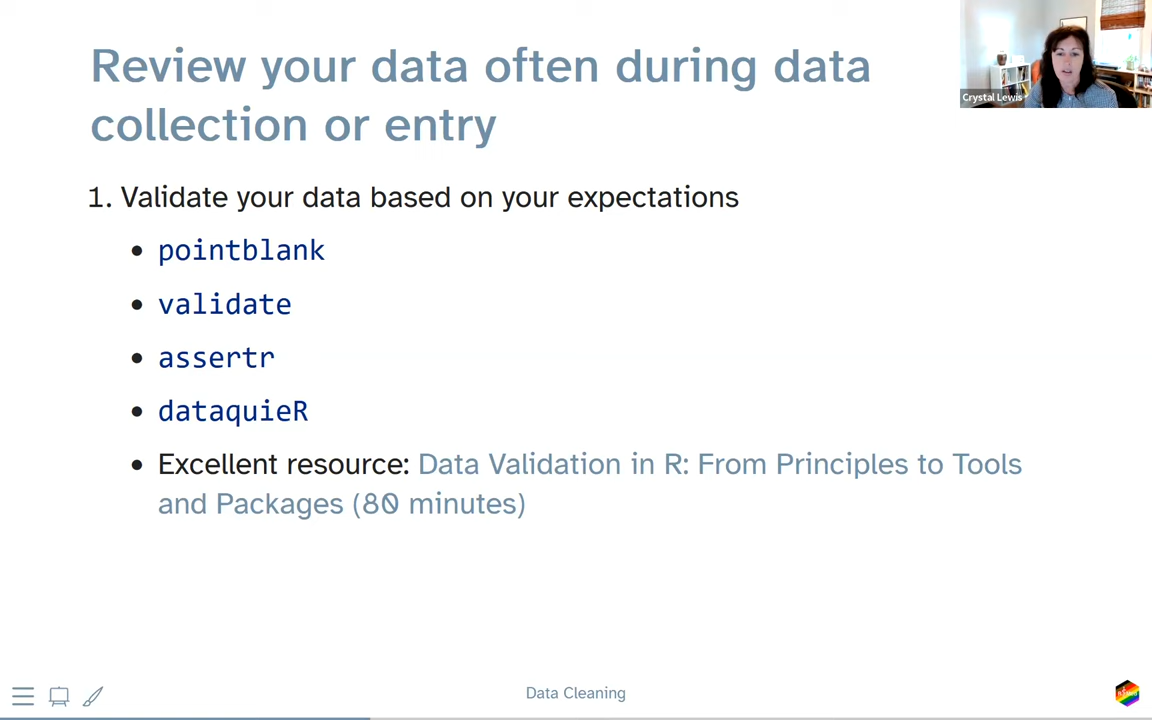 Review your data often during data
collection or entry
Crystal Lewis
1. Validate your data based on your expectations
• pointblank
• validate
• assertr
• dataquieR
• Excellent resource: Data Validation in R: From Principles to Tools
and Packages (80 minutes)
Data Cleaning